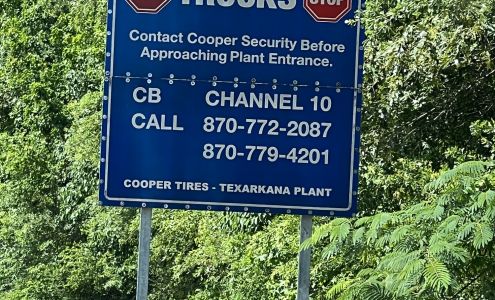 TRUCKS STOP
Contact Cooper Security Before
Approaching Plant Entrance.
CB CHANNEL 10
CALL 870-772-2087
870-779-4201
COOPER TIRES - TEXARKANA PLANT